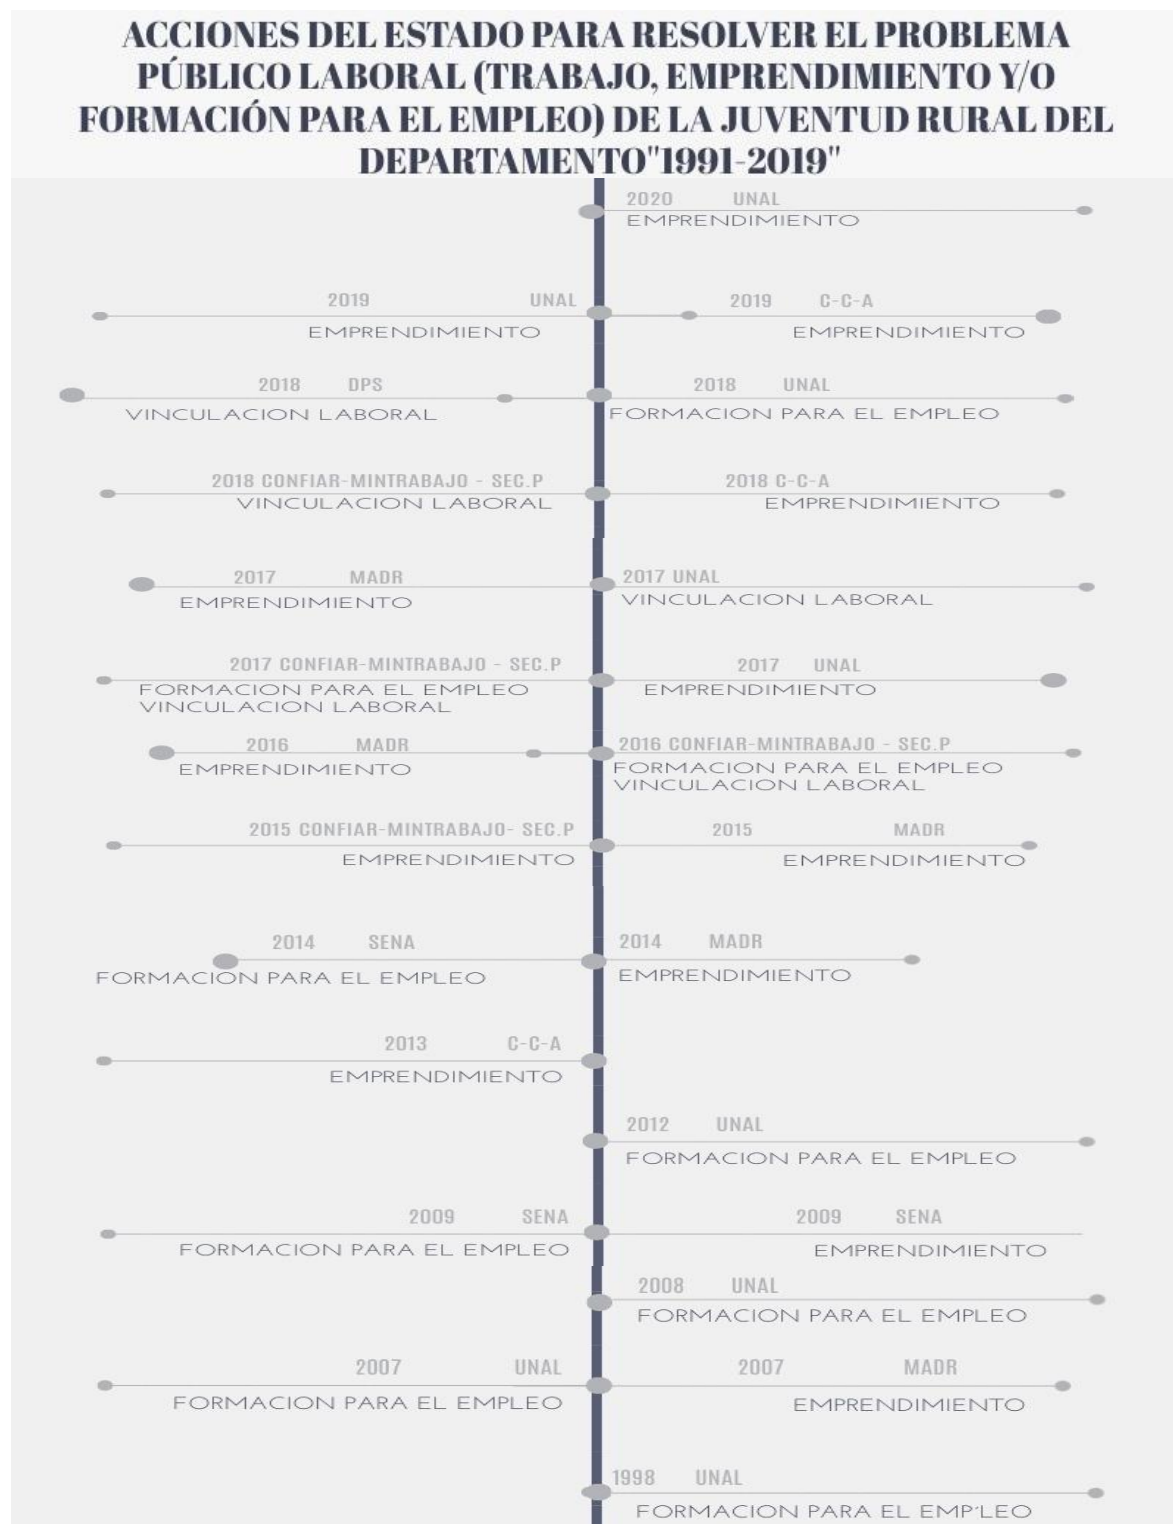 ACCIONES DEL ESTADO PARA RESOLVER EL PROBLEMA
PÚBLICO LABORAL (TRABAJO, EMPRENDIMIENTO Y/O
FORMACIÓN PARA EL EMPLEO) DE LA JUVENTUD RURAL DEL
DEPARTAMENTO"1991-2019"
2020 UNAL
EMPRENDIMIENTO
2019 UNAL
EMPRENDIMIENTO
2019 C-C-A
EMPRENDIMIENTO
2018 DPS
VINCULACION LABORAL
2018 UNAL
FORMACION PARA EL EMPLEO
2018 CONFIAR-MINTRABAJO - SEC.P
VINCULACION LABORAL
2018 C-C-A
EMPRENDIMIENTO
2017 MADR
EMPRENDIMIENTO
2017 UNAL
VINCULACION LABORAL
2017 CONFIAR-MINTRABAJO - SEC.P
FORMACION PARA EL EMPLEO
VINCULACION LABORAL
2017 UNAL
EMPRENDIMIENTO
2016 MADR
EMPRENDIMIENTO
2016 CONFIAR-MINTRABAJO - SEC.P
FORMACION PARA EL EMPLEO
VINCULACION LABORAL
2015 CONFIAR-MINTRABAJO- SEC.P
EMPRENDIMIENTO
2015 MADR
EMPRENDIMIENTO
2014 SENA
FORMACION PARA EL EMPLEO
2014 MADR
EMPRENDIMIENTO
2013 C-C-A
EMPRENDIMIENTO
2012 UNAL
FORMACION PARA EL EMPLEO
2009 SENA
FORMACION PARA EL EMPLEO
2009 SENA
EMPRENDIMIENTO
2008 UNAL
FORMACION PARA EL EMPLEO
2007 UNAL
FORMACION PARA EL EMPLEO
2007 MADR
EMPRENDIMIENTO
1998 UNAL
FORMACION PARA EL EMP´LEO